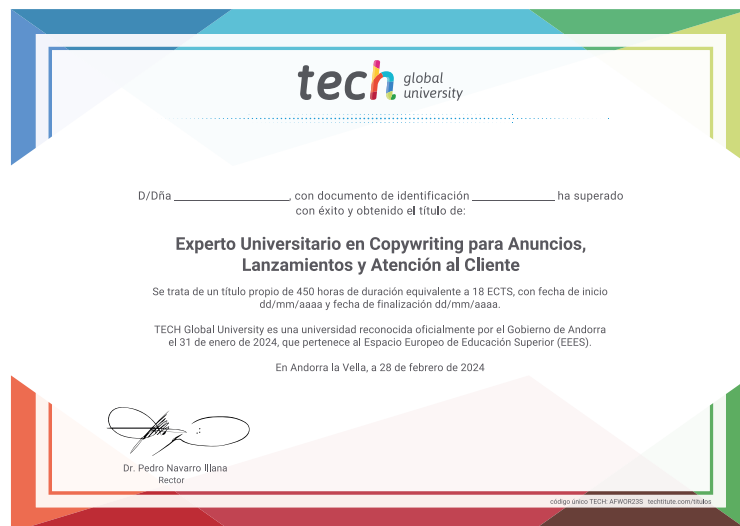 tech global university
D/Dña ______________, con documento de identificación ______________ ha superado
con éxito y obtenido el título de:
Experto Universitario en Copywriting para Anuncios,
Lanzamientos y Atención al Cliente
Se trata de un título propio de 450 horas de duración equivalente a 18 ECTS, con fecha de inicio
dd/mm/aaaa y fecha de finalización dd/mm/aaaa.
TECH Global University es una universidad reconocida oficialmente por el Gobierno de Andorra
el 31 de enero de 2024, que pertenece al Espacio Europeo de Educación Superior (EEES).
En Andorra la Vella, a 28 de febrero de 2024
Dr. Pedro Navarro Illana
Rector
código único TECH: AFWOR23S techtitute.com/titulos